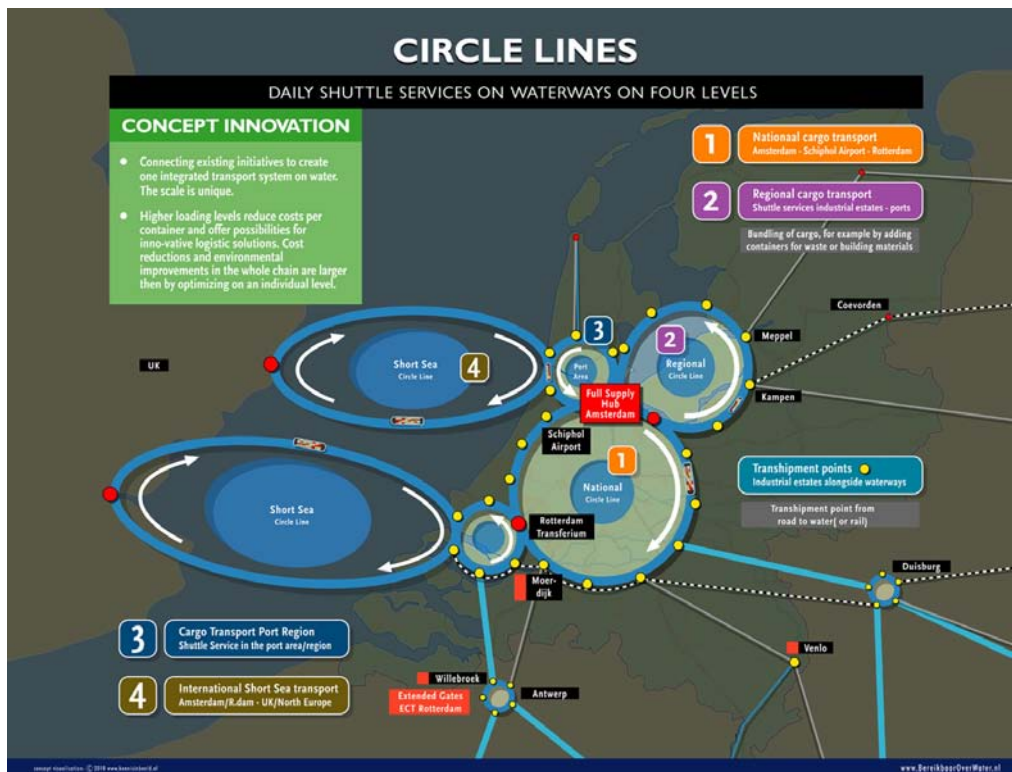 CIRCLE LINES
DAILY SHUTTLE SERVICES ON WATERWAYS ON FOUR LEVELS
CONCEPT INNOVATION
Connecting existing initiatives to create
one integrated transport system on water.
The scale is unique.
Higher loading levels reduce costs per
container and offer possibilities for
inno-vative logistic solutions. Cost
reductions and environmental
improvements in the whole chain are larger
then by optimizing on an individual level.
1
Nationaal cargo transport
Amsterdam - Schiphol Airport - Rotterdam
2
Regional cargo transport
Shuttle services industrial estates - ports
Bundling of cargo, for example by adding
containers for waste or building materials
Coevorden
Meppel
Kampen
3
2
Regional
Circle Line
Port
Area
UK
Short Sea
Circle Line
4
Full Supply
Hub
Amsterdam
Schiphol
Airport
1
National
Circle Line
Transhipment points
Industrial estates alongside waterways
Transhipment point from
road to water( or rail)
Short Sea
Circle Line
Rotterdam
Transferium
Moer-
dijk
Duisburg
Venlo
3
Cargo Transport Port Region
Shuttle Service in the port area/region
4
International Short Sea transport
Amsterdam/R.dam - UK/North Europe
Willebroek
Extended Gates
ECT Rotterdam
Antwerp
www.BereikbaarOverWater.nl